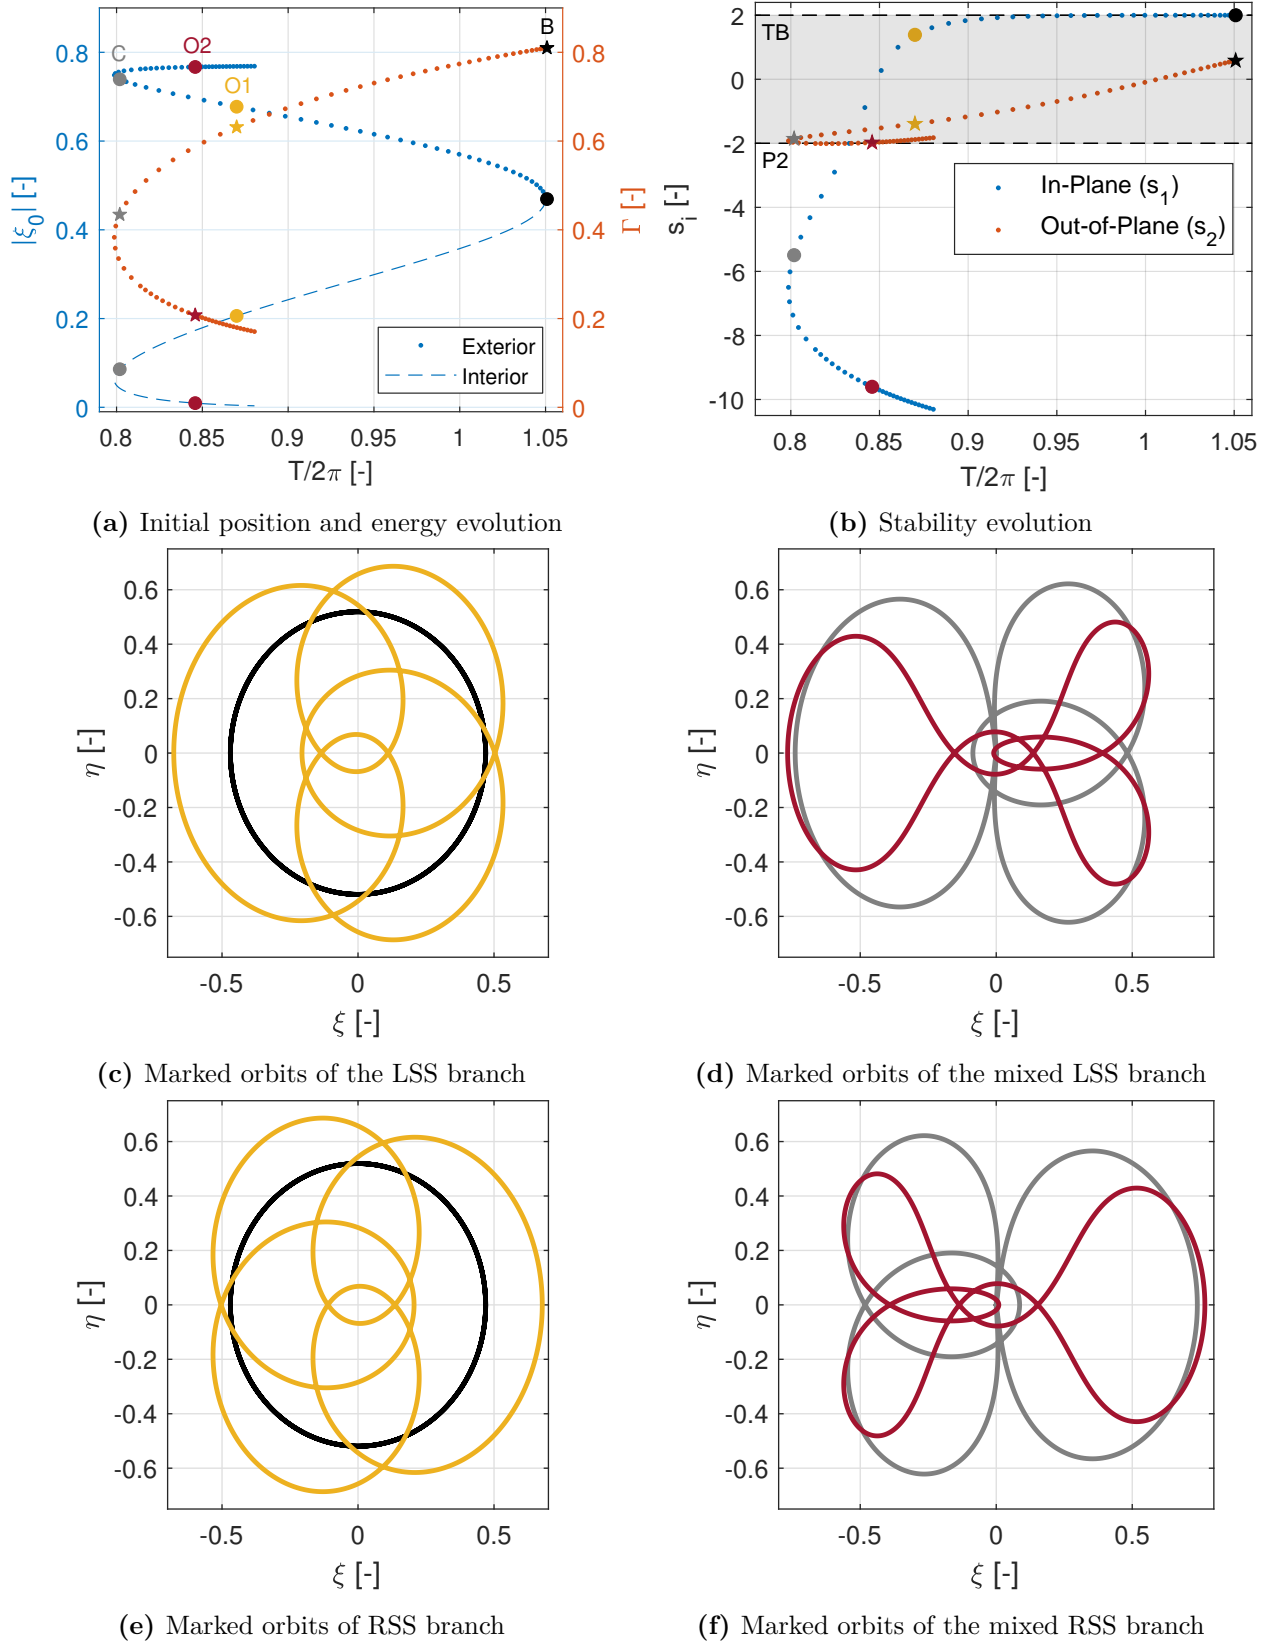 C
O2
O1
B
0.8
0.6
0.4
0.2
0
|ξ₀| [-]
0.8
0.6
0.4
0.2
0
Γ [-]
Exterior
Interior
0.8 0.85 0.9 0.95 1 1.05
T/2π [-]
(a) Initial position and energy evolution
2
0
-2
-4
-6
-8
-10
sᵢ [-]
TB
P2
In-Plane (s₁)
Out-of-Plane (s₂)
0.8 0.85 0.9 0.95 1 1.05
T/2π [-]
(b) Stability evolution
0.6
0.4
0.2
0
-0.2
-0.4
-0.6
η [-]
-0.5 0 0.5
ξ [-]
(c) Marked orbits of the LSS branch
0.6
0.4
0.2
0
-0.2
-0.4
-0.6
η [-]
-0.5 0 0.5
ξ [-]
(d) Marked orbits of the mixed LSS branch
0.6
0.4
0.2
0
-0.2
-0.4
-0.6
η [-]
-0.5 0 0.5
ξ [-]
(e) Marked orbits of RSS branch
0.6
0.4
0.2
0
-0.2
-0.4
-0.6
η [-]
-0.5 0 0.5
ξ [-]
(f) Marked orbits of the mixed RSS branch